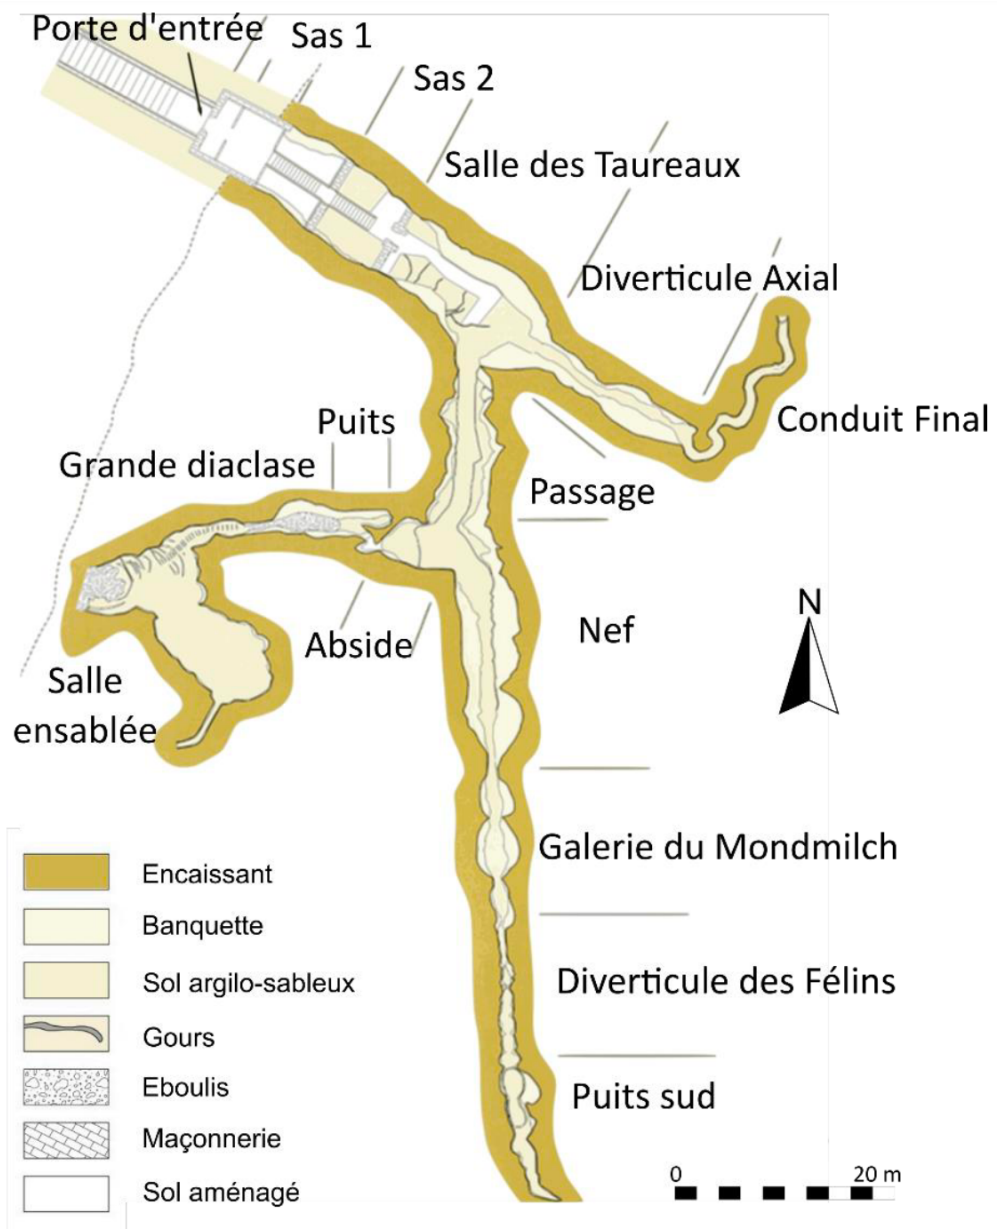 Porte d'entrée
Sas 1
Sas 2
Salle des Taureaux
Diverticule Axial
Conduit Final
Puits
Grande diaclase
Passage
N
Nef
Abside
Salle
ensablée
Galerie du Mondmilch
Diverticule des Félins
Puits sud
Encaissant
Banquette
Sol argilo-sableux
Gours
Eboulis
Maçonnerie
Sol aménagé
0 20 m